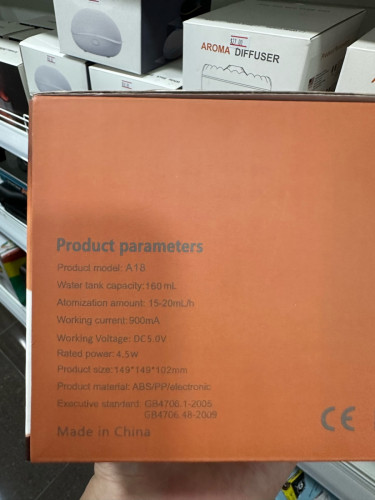 AROMA DIFFUSER
Product parameters
Product model: A18
Water tank capacity:160mL
Atomization amount: 15-20mL/h
Working current:900mA
Working Voltage: DC5.0V
Rated power: 4.5w
Product size:149*149*102mm
Product material: ABS/PP/electronic
Executive standard: GB4706.1-2005
GB4706.48-2009
Made in China
CE